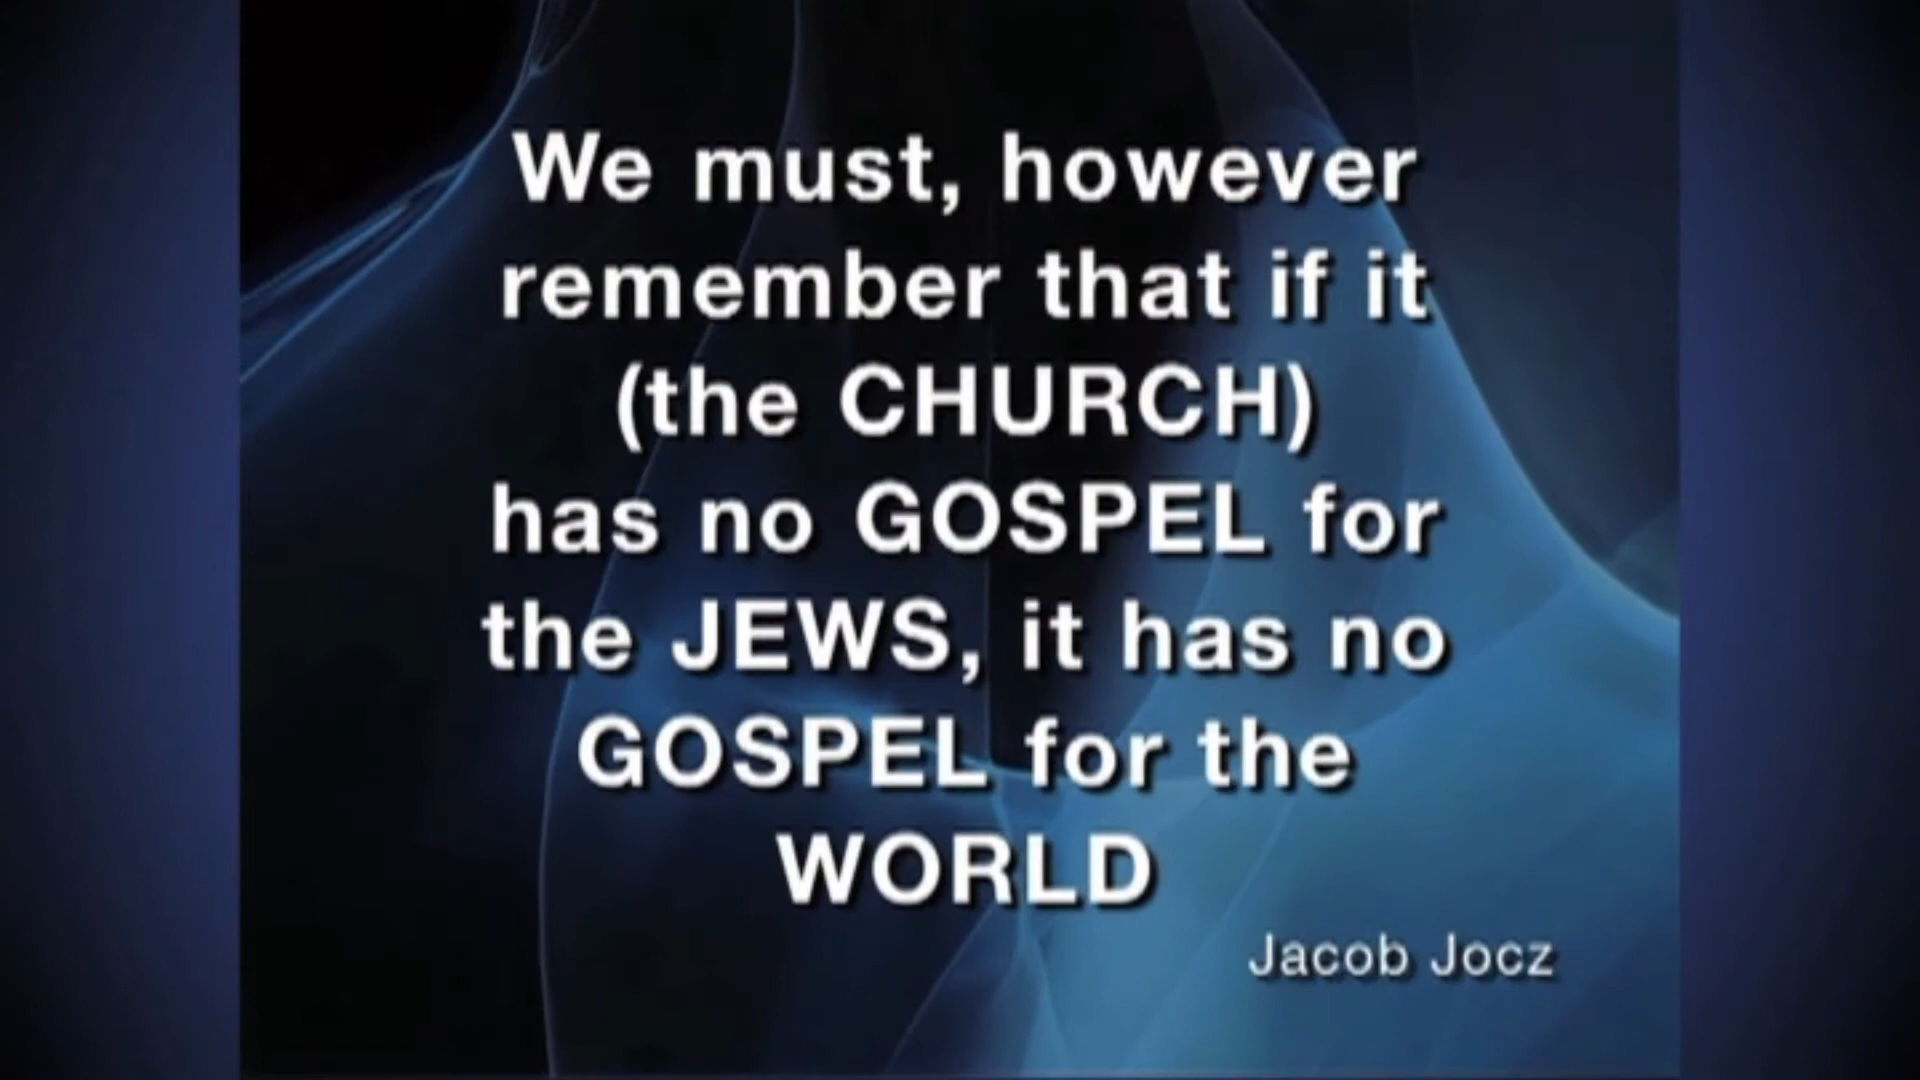 We must, however
remember that if it
(the CHURCH)
has no GOSPEL for
the JEWS, it has no
GOSPEL for the
WORLD
Jacob Jocz